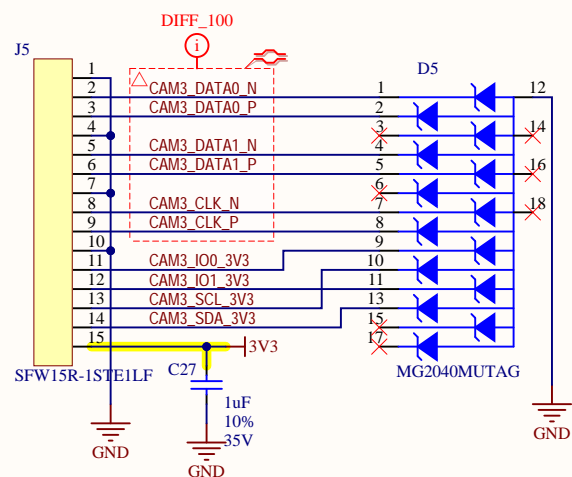 DIFF_100
i
J5
D5
1
2 CAM3_DATA0_N 1 12
3 CAM3_DATA0_P 2
4 3 14
5 CAM3_DATA1_N 4
6 CAM3_DATA1_P 5 16
7 6
8 CAM3_CLK_N 7 18
9 CAM3_CLK_P 8
10 9
11 CAM3_IO0_3V3 10
12 CAM3_IO1_3V3 11
13 CAM3_SCL_3V3 13
14 CAM3_SDA_3V3 15
15 3V3 17
SFW15R-1STE1LF
C27
MG2040MUTAG
1uF
10%
35V
GND
GND
GND